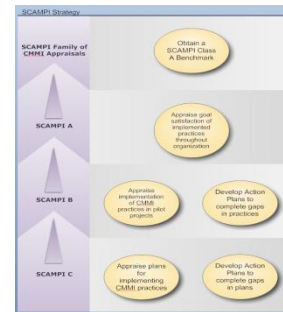 SCAMPI Strategy
SCAMPI Family of
CMMI Appraisals
Obtain a
SCAMPI Class
A Benchmark
SCAMPI A
Appraise goal
satisfaction of
implemented
practices
throughout
organization
SCAMPI B
Appraise
implementation
of CMMI
practices in pilot
projects
Develop Action
Plans to
complete gaps
in practices
SCAMPI C
Appraise plans
for
implementing
CMMI practices
Develop Action
Plans to
complete gaps
in plans